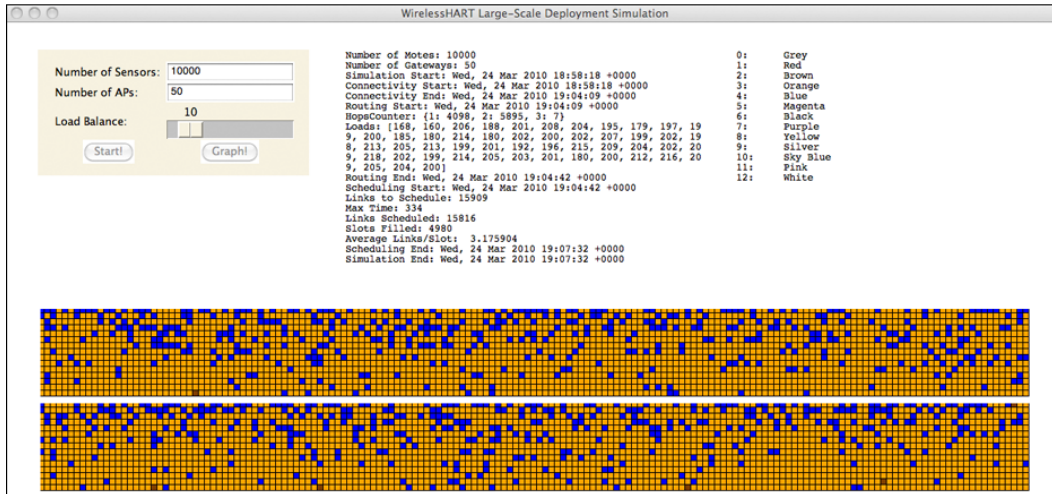 WirelessHART Large-Scale Deployment Simulation
Number of Sensors: 10000
Number of APs: 50
10
Load Balance:
Start!
Graph!
Number of Motes: 10000
Number of Gateways: 50
Simulation Start: Wed, 24 Mar 2010 18:58:18 +0000
Connectivity Start: Wed, 24 Mar 2010 18:58:18 +0000
Connectivity End: Wed, 24 Mar 2010 19:04:09 +0000
Routing Start: Wed, 24 Mar 2010 19:04:09 +0000
HopsCounter: {1: 4098, 2: 5895, 3: 7}
Loads: [168, 160, 206, 188, 201, 208, 204, 195, 179, 197, 19
9, 200, 185, 180, 214, 180, 202, 200, 202, 207, 199, 202, 19
8, 213, 205, 213, 199, 201, 192, 196, 215, 209, 204, 202, 20
9, 218, 202, 199, 214, 205, 203, 201, 180, 200, 212, 216, 20
9, 205, 204, 200]
Routing End: Wed, 24 Mar 2010 19:04:42 +0000
Scheduling Start: Wed, 24 Mar 2010 19:04:42 +0000
Links to Schedule: 15909
Max Time: 334
Links Scheduled: 15816
Slots Filled: 4980
Average Links/Slot: 3.175904
Scheduling End: Wed, 24 Mar 2010 19:07:32 +0000
Simulation End: Wed, 24 Mar 2010 19:07:32 +0000
0: Grey
1: Red
2: Brown
3: Orange
4: Blue
5: Magenta
6: Black
7: Purple
8: Yellow
9: Silver
10: Sky Blue
11: Pink
12: White